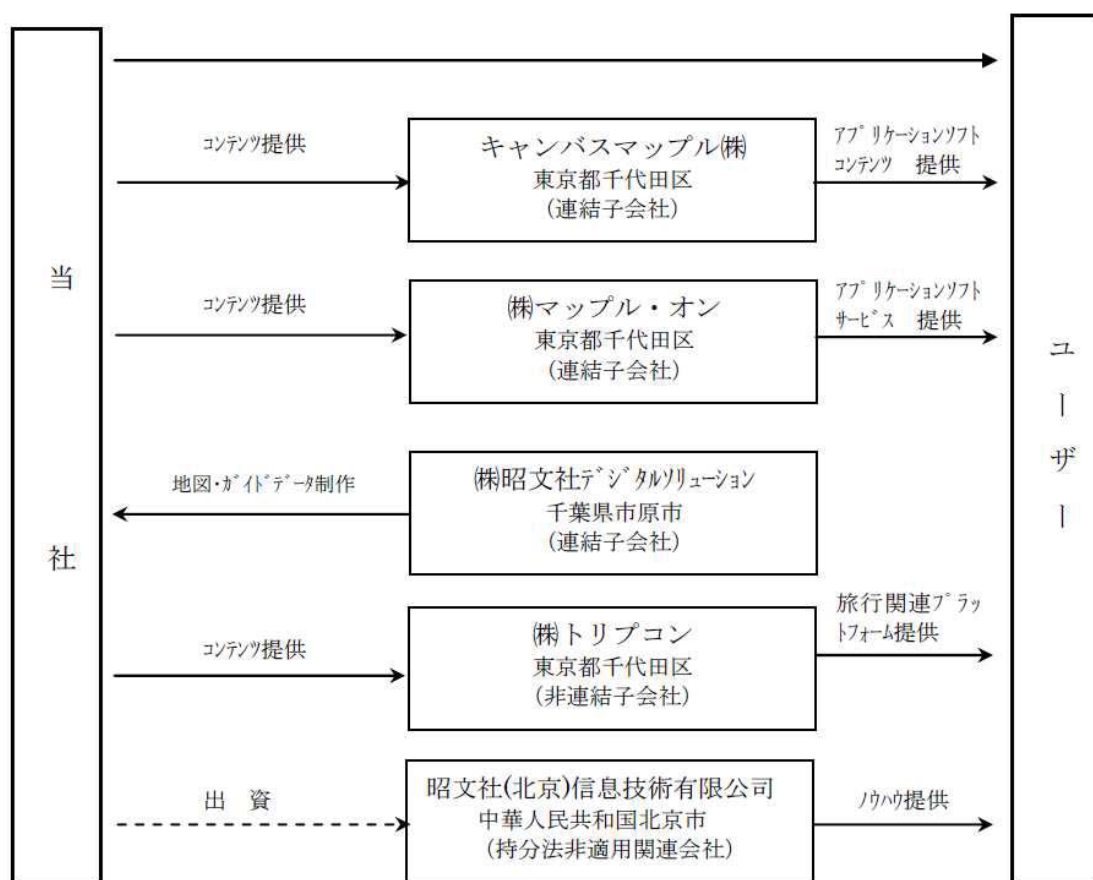 当社
コンテンツ提供
キャンバスマップル㈱
東京都千代田区
(連結子会社)
アプリケーションソフト
コンテンツ 提供
コンテンツ提供
㈱マップル・オン
東京都千代田区
(連結子会社)
アプリケーションソフト
サービス 提供
地図・ガイドデータ制作
㈱昭文社デジタルソリューション
千葉県市原市
(連結子会社)
コンテンツ提供
㈱トリプコン
東京都千代田区
(非連結子会社)
旅行関連プラッ
トフォーム提供
出 資
昭文社(北京)信息技術有限公司
中華人民共和国北京市
(持分法非適用関連会社)
ノウハウ提供
ユーザー